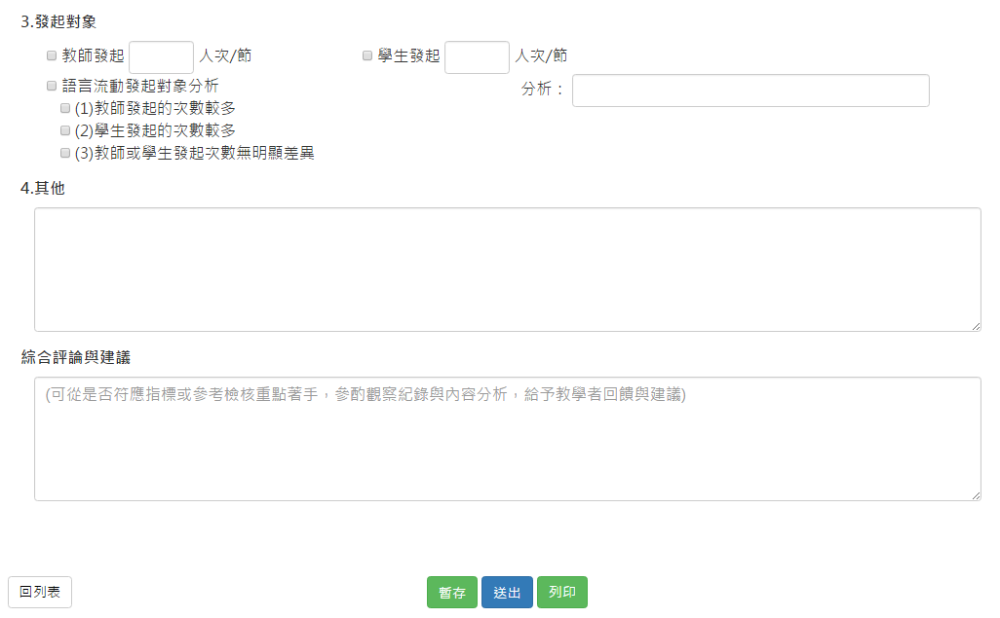 3.發起對象
教師發起 人次/節 學生發起 人次/節
語言流動發起對象分析 分析：
(1)教師發起的次數較多
(2)學生發起的次數較多
(3)教師或學生發起次數無明顯差異
4.其他
綜合評論與建議
(可從是否符應指標或參考檢核重點著手，參酌觀察紀錄與內容分析，給予教學者回饋與建議)
回列表 暫存 送出 列印